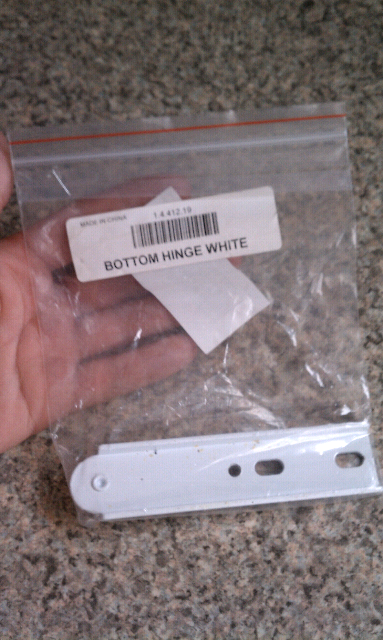 MADE IN CHINA
1.4.412.19
BOTTOM HINGE WHITE